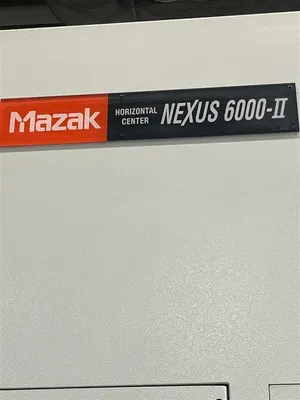 Mazak
HORIZONTAL
CENTER
NEXUS 6000-II